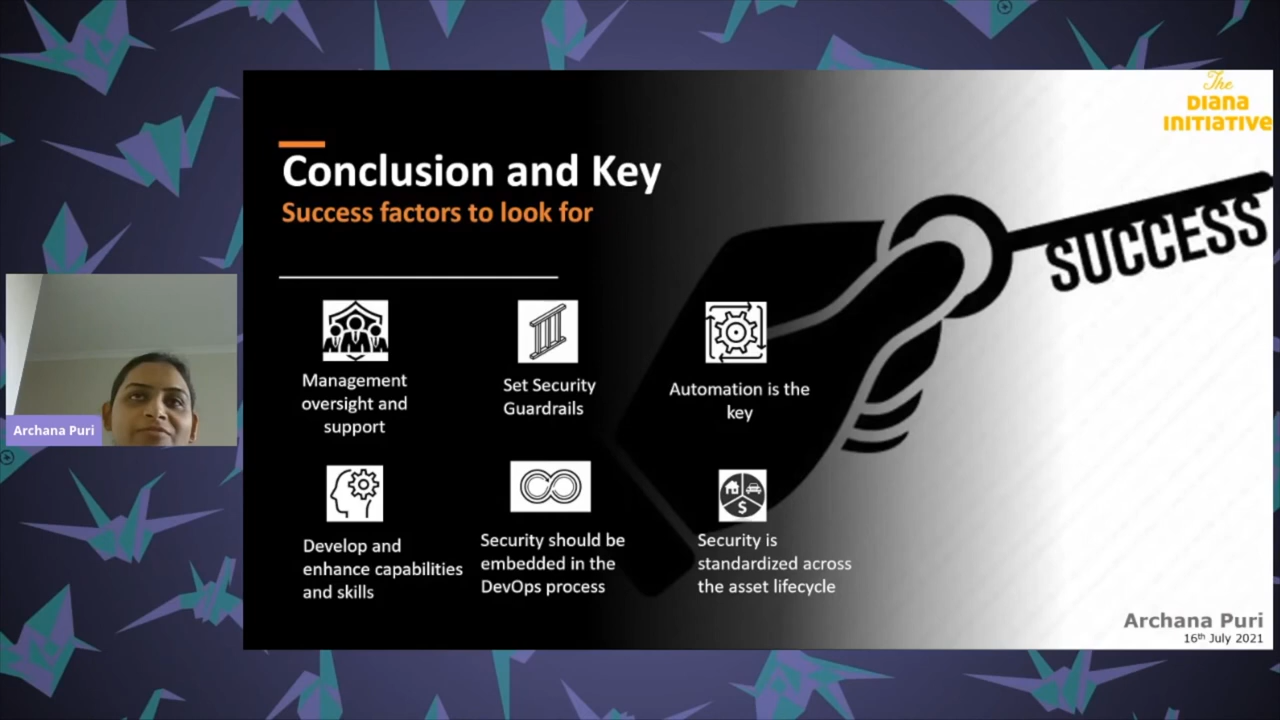 The
DIANA
INITIATIVE
Conclusion and Key
Success factors to look for
SUCCESS
Management
oversight and
support
Set Security
Guardrails
Automation is the
key
Develop and
enhance capabilities
and skills
Security should be
embedded in the
DevOps process
$
Security is
standardized across
the asset lifecycle
Archana Puri
Archana Puri
16th July 2021